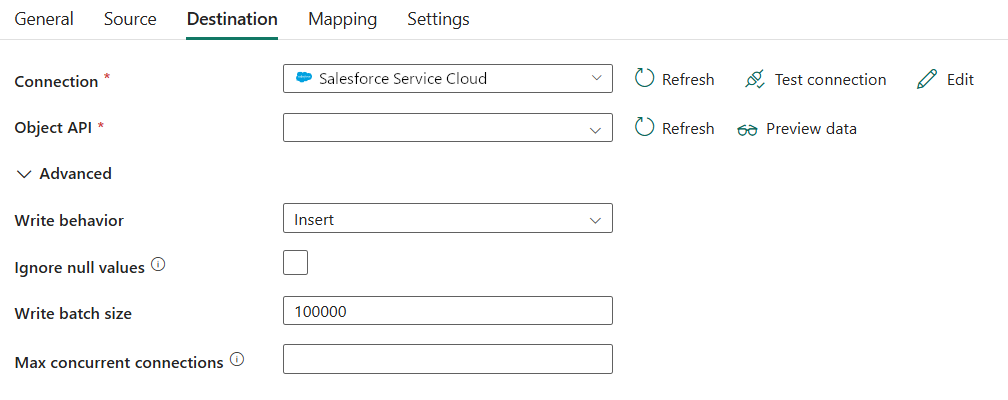 General Source Destination Mapping Settings
Connection * Salesforce Service Cloud Refresh Test connection Edit
Object API * Refresh Preview data
Advanced
Write behavior Insert
Ignore null values
Write batch size 100000
Max concurrent connections